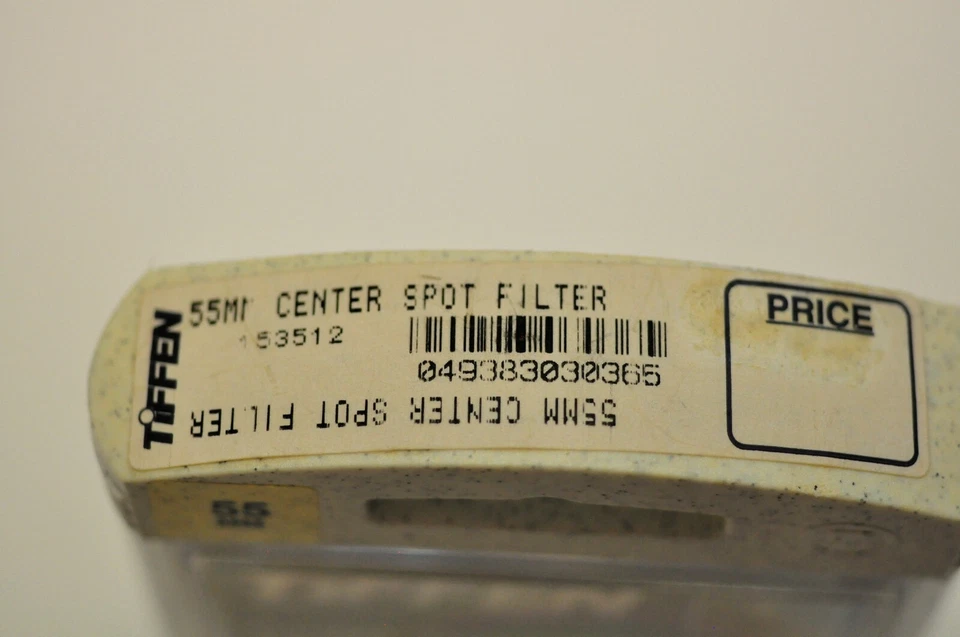 TIFFEN
55MM CENTER SPOT FILTER
153512
049383030365
55MM CENTER SPOT FILTER
PRICE
55